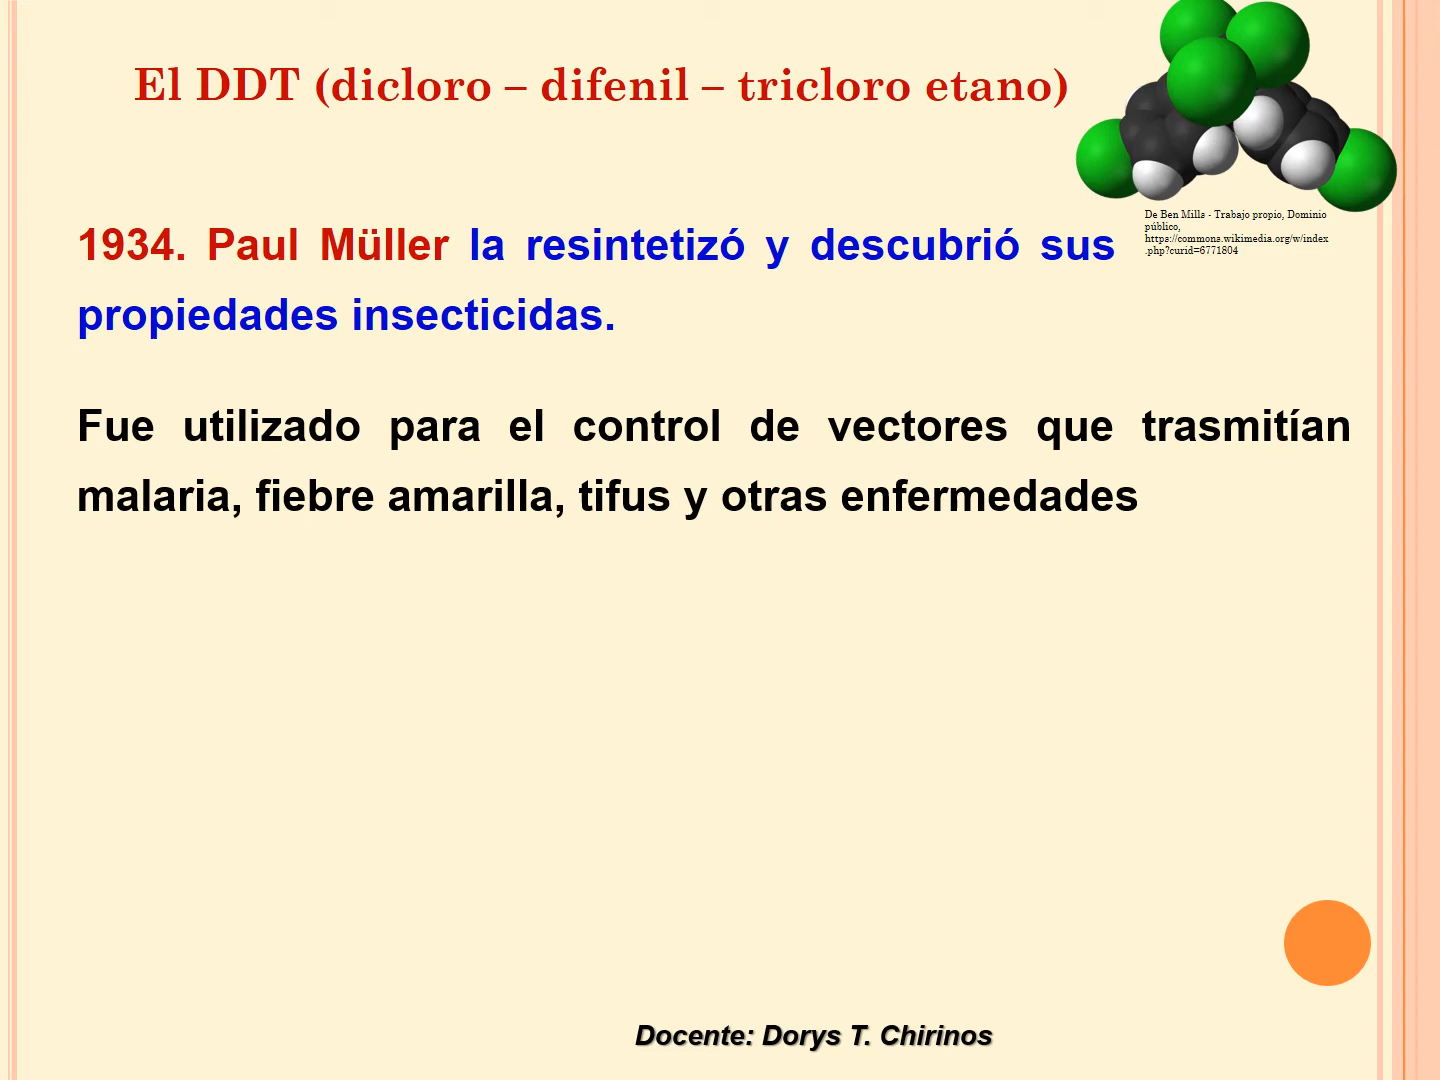 El DDT (dicloro – difenil – tricloro etano)
De Ben Mills - Trabajo propio, Dominio
público,
https://commons.wikimedia.org/w/index
.php?curid=6771804
1934. Paul Müller la resintetizó y descubrió sus
propiedades insecticidas.
Fue utilizado para el control de vectores que trasmitían
malaria, fiebre amarilla, tifus y otras enfermedades
Docente: Dorys T. Chirinos